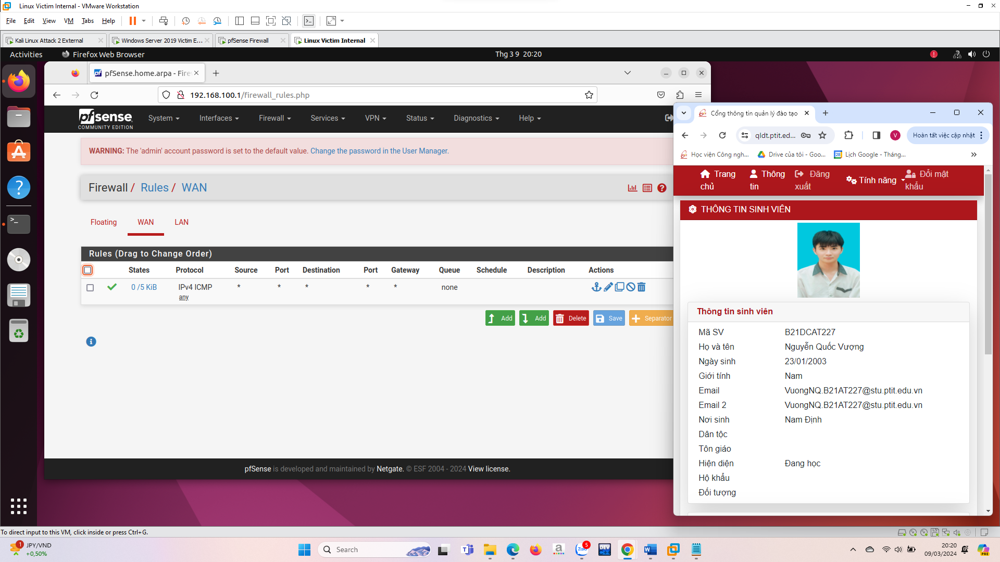 Linux Victim Internal - VMware Workstation
File Edit View VM Tabs Help
Kali Linux Attack 2 External
Windows Server 2019 Victim E...
pfSense Firewall
Linux Victim Internal
Activities
Firefox Web Browser
Thg 3 9 20:20
pfSense.home.arpa - Fire
192.168.100.1/firewall_rules.php
pfsense
COMMUNITY EDITION
System Interfaces Firewall Services VPN Status Diagnostics Help
WARNING: The 'admin' account password is set to the default value. Change the password in the User Manager.
Firewall / Rules / WAN
Floating WAN LAN
Rules (Drag to Change Order)
States Protocol Source Port Destination Port Gateway Queue Schedule Description Actions
0 /5 KiB IPv4 ICMP * * * * * none
any
Add Add Delete Save Separator
pfSense is developed and maintained by Netgate. © ESF 2004 - 2024 View license.
Cổng thông tin quản lý đào tạo
qldt.ptit.ed...
V
Hoàn tất việc cập nhật
Học viện Công ngh...
Drive của tôi - Goo...
28
Lịch Google - Tháng...
Trang chủ
Thông tin
Đăng xuất
Tính năng
Đổi mật khẩu
THÔNG TIN SINH VIÊN
Thông tin sinh viên
Mã SV B21DCAT227
Họ và tên Nguyễn Quốc Vượng
Ngày sinh 23/01/2003
Giới tính Nam
Email VuongNQ.B21AT227@stu.ptit.edu.vn
Email 2 VuongNQ.B21AT227@stu.ptit.edu.vn
Nơi sinh Nam Định
Dân tộc
Tôn giáo
Hiện diện Đang học
Hộ khẩu
Đối tượng
To direct input to this VM, click inside or press Ctrl+G.
1
JPY/VND
+0,50%
Search
Zalo
5
DEV
20:20
09/03/2024
PRE